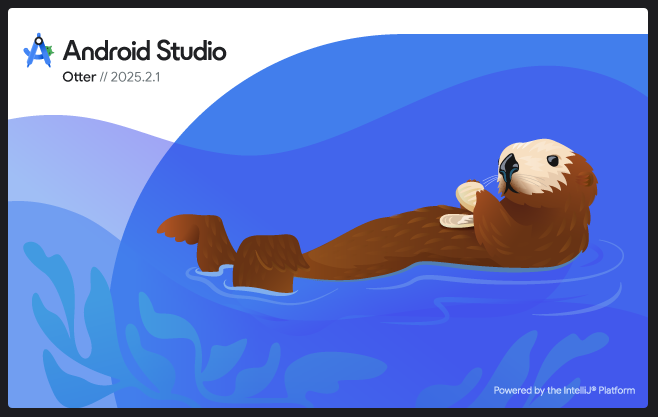 Android Studio
Otter // 2025.2.1
Powered by the IntelliJ® Platform